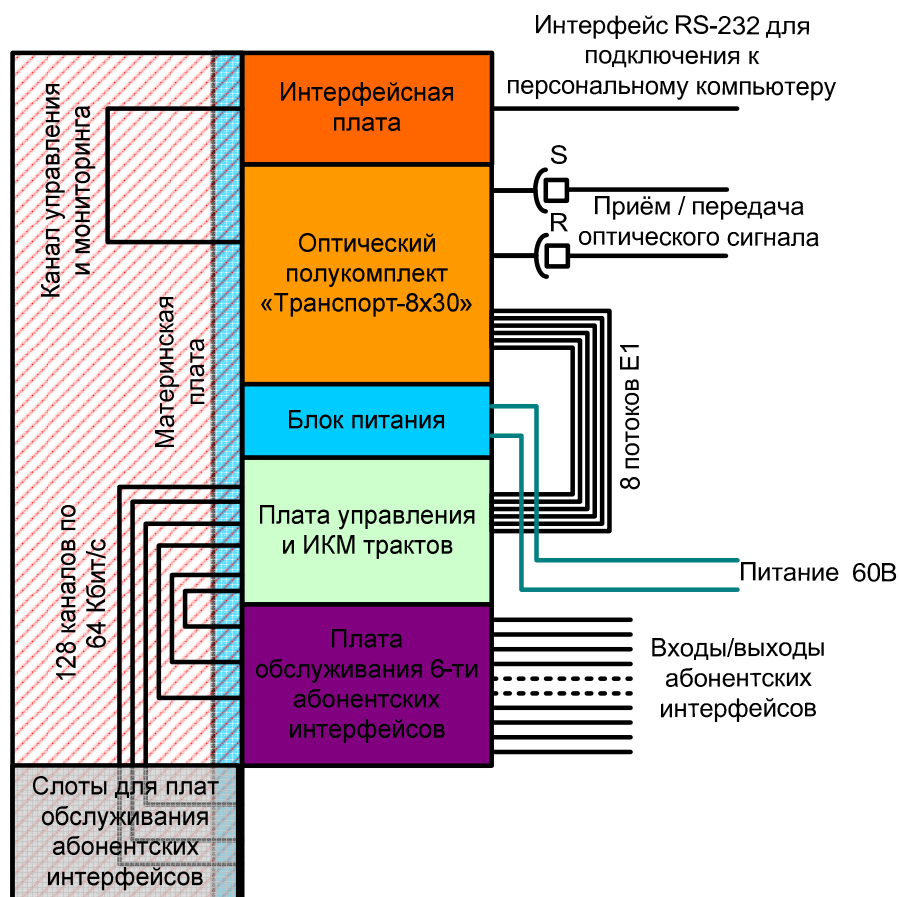 Интерфейс RS-232 для
подключения к
персональному компьютеру
Интерфейсная
плата
Канал управления
и мониторинга
S
Приём / передача
R
оптического сигнала
Оптический
полукомплект
«Транспорт-8х30»
Материнская
плата
8 потоков Е1
Блок питания
Плата управления
и ИКМ трактов
128 каналов по
64 Кбит/с
Питание 60В
Плата
обслуживания 6-ти
абонентских
интерфейсов
Входы/выходы
абонентских
интерфейсов
Слоты для плат
обслуживания
абонентских
интерфейсов